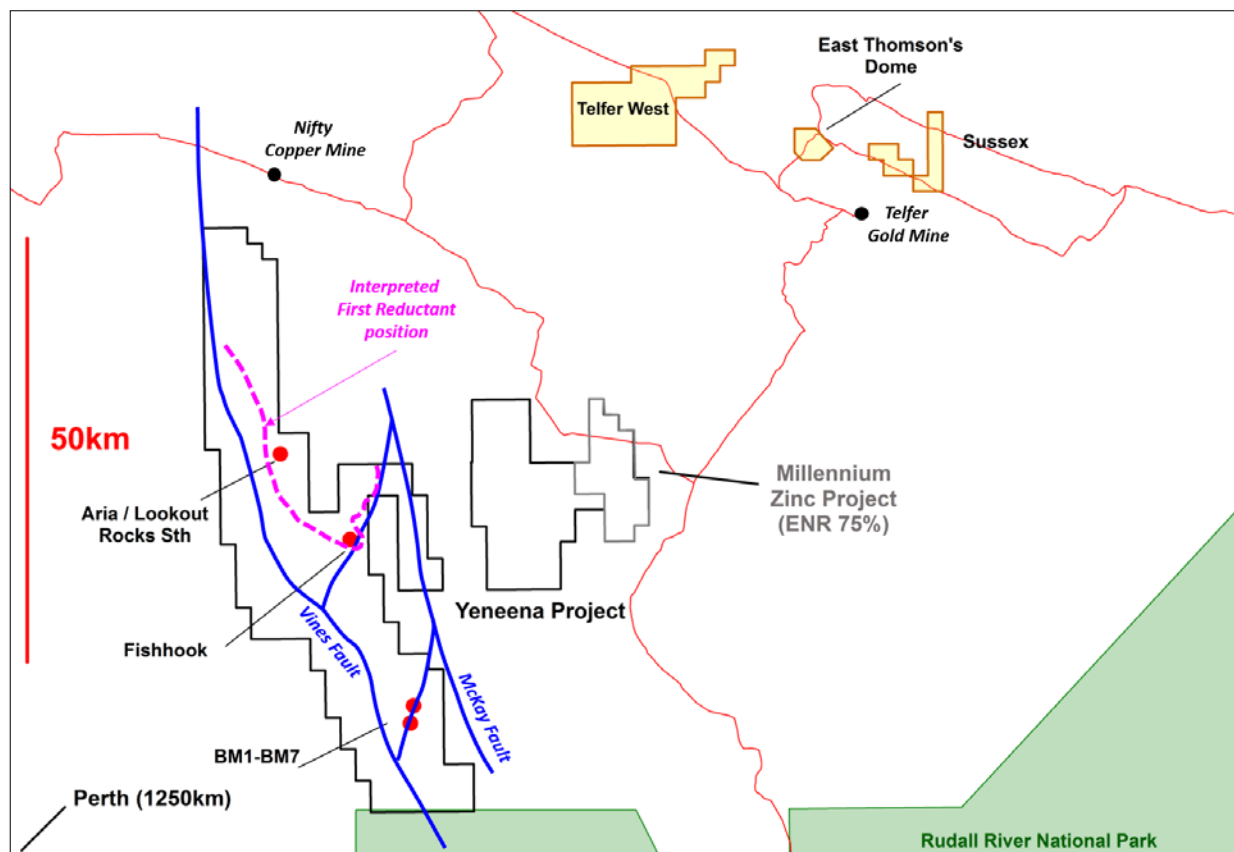 East Thomson's
Dome
Telfer West
Nifty
Copper Mine
Sussex
Telfer
Gold Mine
Interpreted
First Reductant
position
50km
Aria / Lookout
Rocks Sth
Millennium
Zinc Project
(ENR 75%)
Yeneena Project
Fishhook
Vines Fault
McKay Fault
BM1-BM7
Perth (1250km)
Rudall River National Park